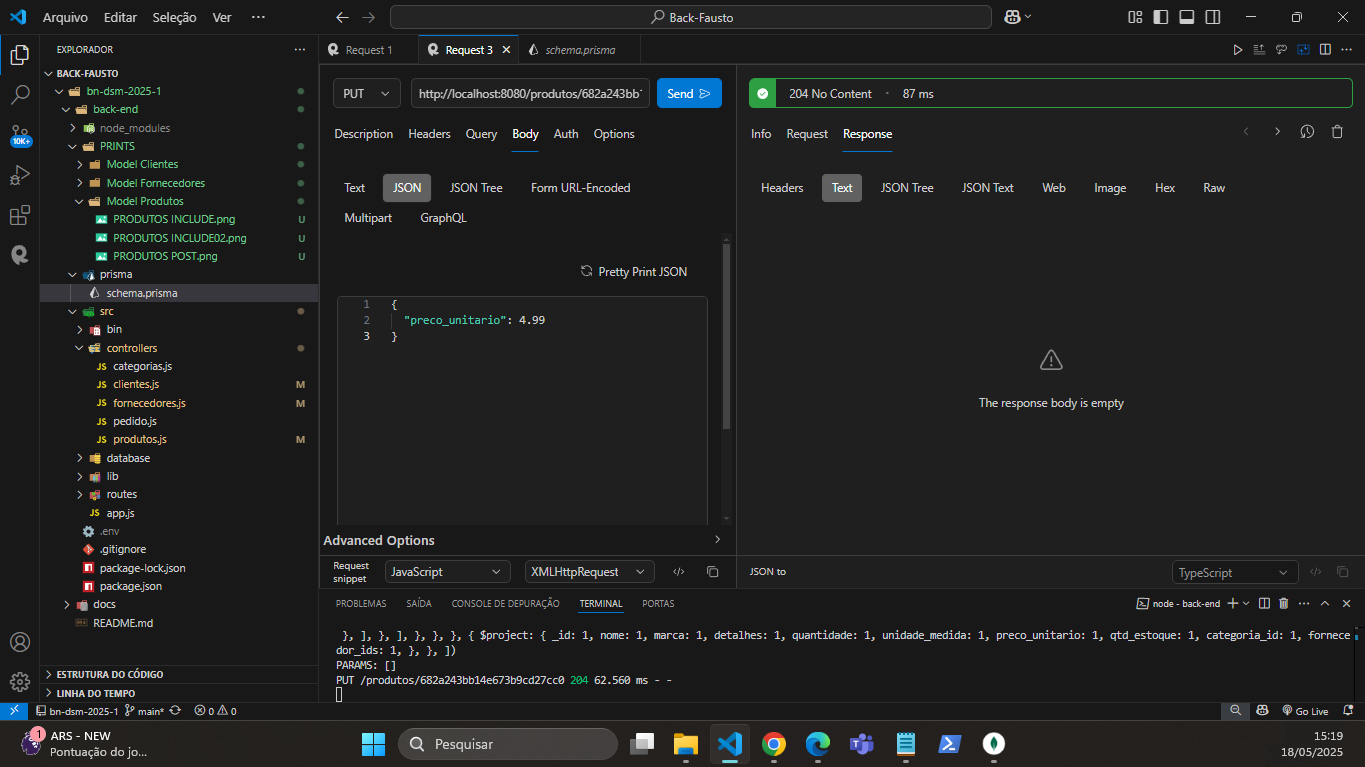 Arquivo Editar Seleção Ver ···
Back-Fausto
EXPLORADOR
Request 1
Request 3
schema.prisma
BACK-FAUSTO
bn-dsm-2025-1
back-end
node_modules
PRINTS
Model Clientes
Model Fornecedores
Model Produtos
PRODUTOS INCLUDE.png U
PRODUTOS INCLUDE02.png U
PRODUTOS POST.png U
prisma
schema.prisma
src
bin
controllers
JS categorias.js
JS clientes.js M
JS fornecedores.js M
JS pedido.js
JS produtos.js M
database
lib
routes
JS app.js
.env
.gitignore
package-lock.json
package.json
docs
README.md
ESTRUTURA DO CÓDIGO
LINHA DO TEMPO
10K+
PUT
http://localhost:8080/produtos/682a243bb1
Send
Description Headers Query Body Auth Options
Text JSON JSON Tree Form URL-Encoded
Multipart GraphQL
Pretty Print JSON
1 {
2 "preco_unitario": 4.99
3 }
Advanced Options
Request snippet
JavaScript
XMLHttpRequest
204 No Content · 87 ms
Info Request Response
Headers Text JSON Tree JSON Text Web Image Hex Raw
The response body is empty
JSON to
TypeScript
PROBLEMAS SAÍDA CONSOLE DE DEPURAÇÃO TERMINAL PORTAS
node - back-end
}, ], }, ], }, }, }, { $project: { _id: 1, nome: 1, marca: 1, detalhes: 1, quantidade: 1, unidade_medida: 1, preco_unitario: 1, qtd_estoque: 1, categoria_id: 1, fornece
dor_ids: 1, }, }, ])
PARAMS: []
PUT /produtos/682a243bb14e673b9cd27cc0 204 62.560 ms - -
bn-dsm-2025-1 main* 0 0
Go Live
1
ARS - NEW
Pontuação do jo...
Pesquisar
15:19
18/05/2025